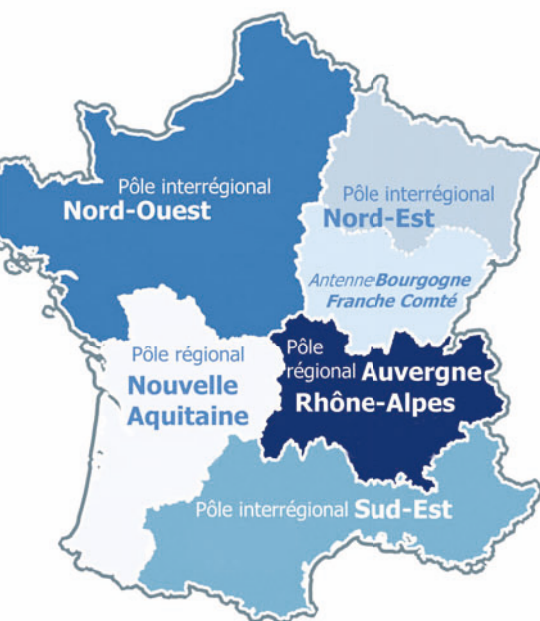 Pôle interrégional
Nord-Ouest
Pôle interrégional
Nord-Est
Antenne Bourgogne
Franche Comté
Pôle régional
Nouvelle
Aquitaine
Pôle
régional Auvergne
Rhône-Alpes
Pôle interrégional Sud-Est